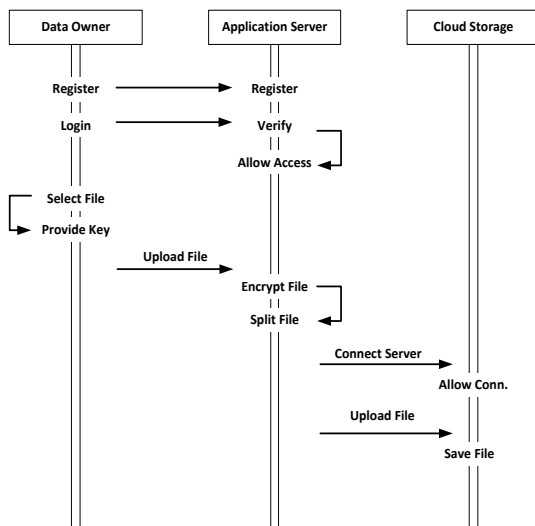 Data Owner
Application Server
Cloud Storage
Register
Register
Login
Verify
Allow Access
Select File
Provide Key
Upload File
Encrypt File
Split File
Connect Server
Allow Conn.
Upload File
Save File